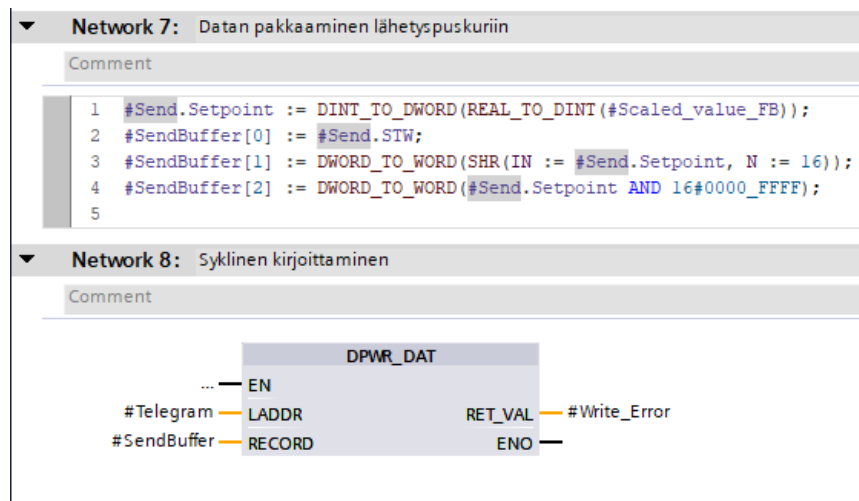 Network 7: Datan pakkaaminen lähetyspuskuriin
Comment
1 #Send.Setpoint := DINT_TO_DWORD(REAL_TO_DINT(#Scaled_value_FB));
2 #SendBuffer[0] := #Send.STW;
3 #SendBuffer[1] := DWORD_TO_WORD(SHR(IN := #Send.Setpoint, N := 16));
4 #SendBuffer[2] := DWORD_TO_WORD(#Send.Setpoint AND 16#0000_FFFF);
5
Network 8: Syklinen kirjoittaminen
Comment
DPWR_DAT
... EN
#Telegram LADDR RET_VAL #Write_Error
#SendBuffer RECORD ENO